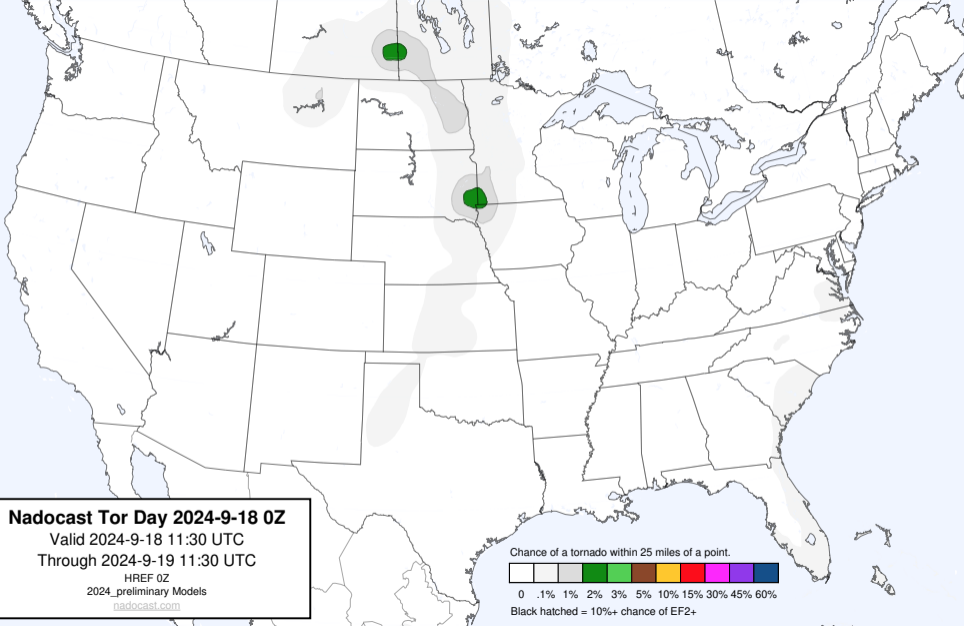 Nadocast Tor Day 2024-9-18 0Z
Valid 2024-9-18 11:30 UTC
Through 2024-9-19 11:30 UTC
HREF 0Z
2024_preliminary Models
nadocast.com
Chance of a tornado within 25 miles of a point.
0 .1% 1% 2% 3% 5% 10% 15% 30% 45% 60%
Black hatched = 10%+ chance of EF2+